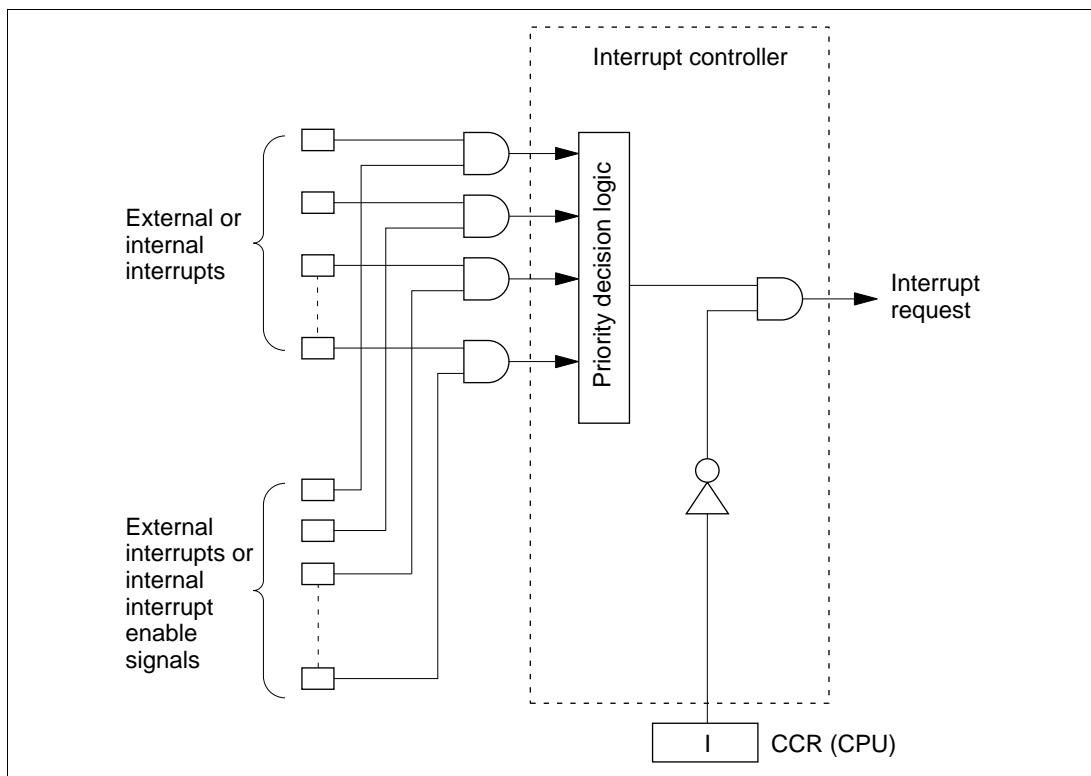 Interrupt controller
External or
internal
interrupts
Priority decision logic
Interrupt
request
External
interrupts or
internal
interrupt
enable
signals
I
CCR (CPU)